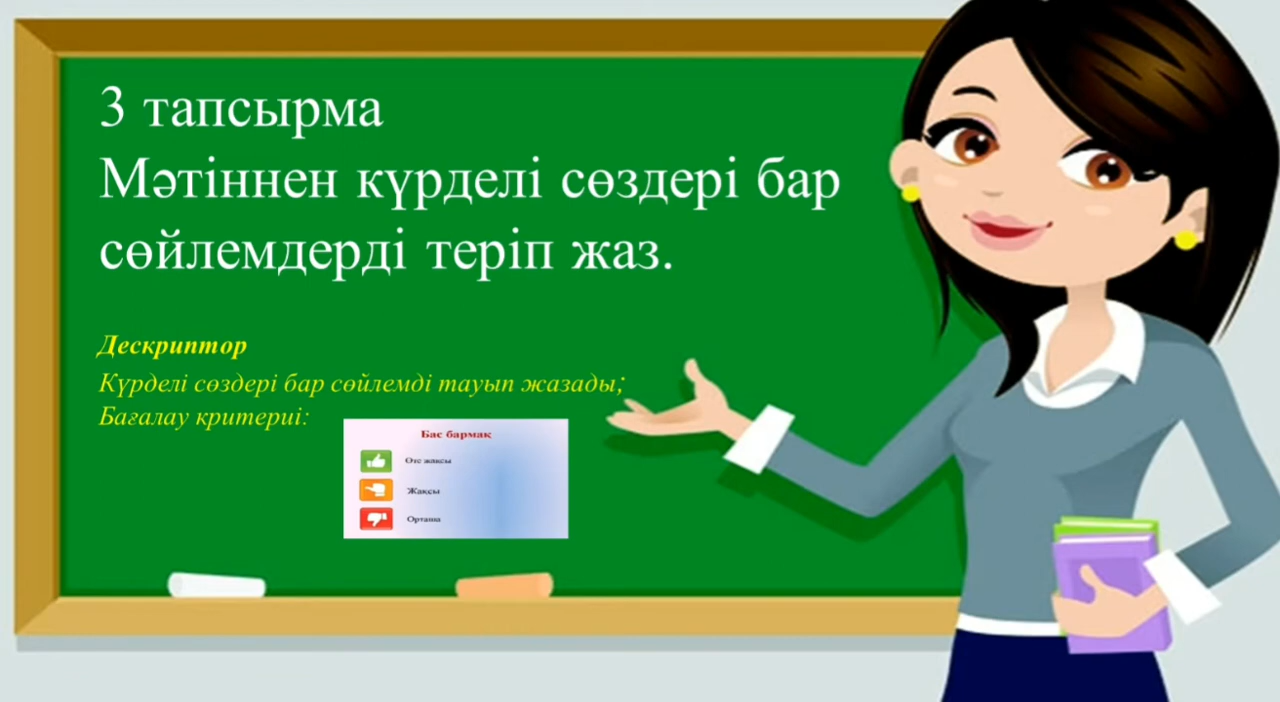 3 тапсырма
Мәтіннен күрделі сөздері бар
сөйлемдерді теріп жаз.
Дескриптор
Күрделі сөздері бар сөйлемді тауып жазады;
Бағалау критериі:
Бас бармақ
Өте жақсы
Жақсы
Орташа